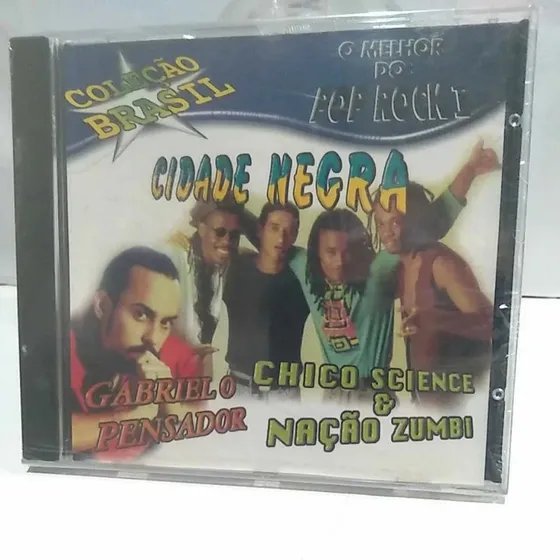 COLEÇÃO
BRASIL
O MELHOR
DO:
POP ROCK I
CIDADE NEGRA
GABRIEL O
PENSADOR
CHICO SCIENCE
&
NAÇÃO ZUMBI